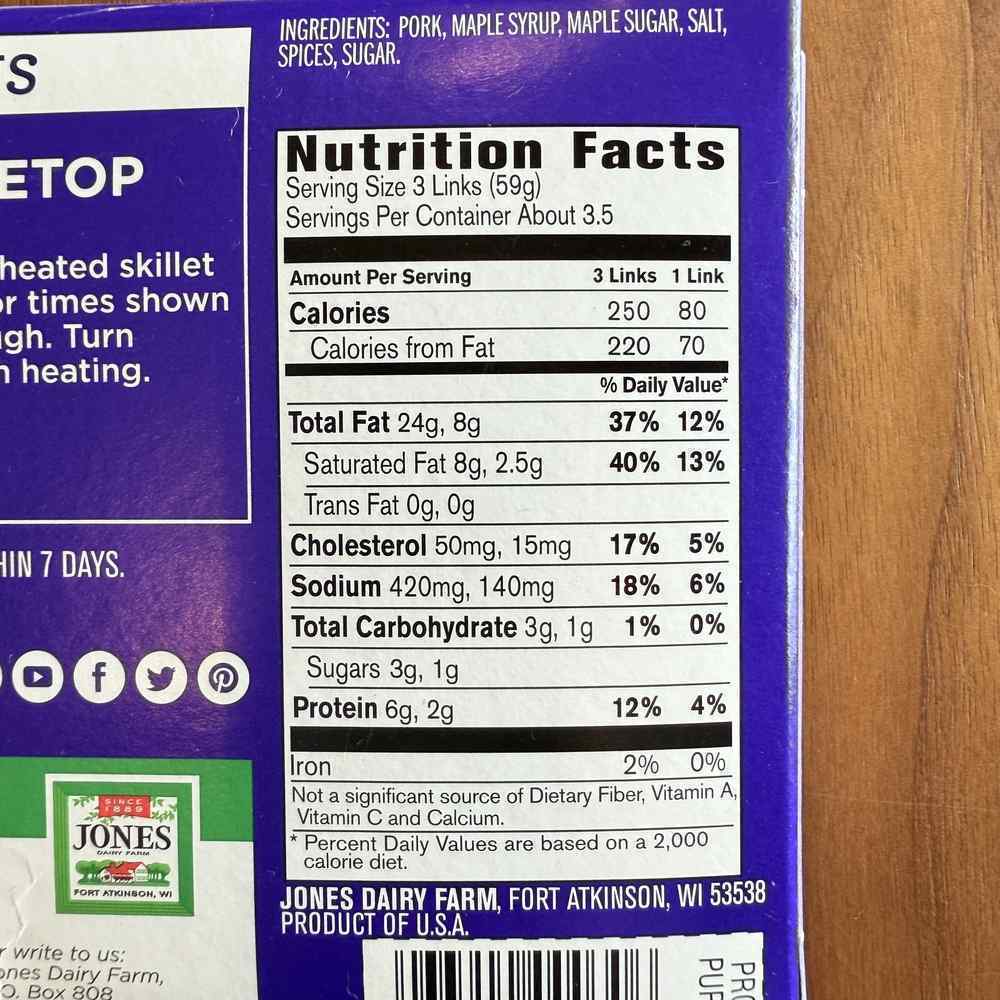 INGREDIENTS: PORK, MAPLE SYRUP, MAPLE SUGAR, SALT,
SPICES, SUGAR.
TS
ETOP
heated skillet
or times shown
ugh. Turn
n heating.
HIN 7 DAYS.
Nutrition Facts
Serving Size 3 Links (59g)
Servings Per Container About 3.5
Amount Per Serving 3 Links 1 Link
Calories 250 80
Calories from Fat 220 70
% Daily Value*
Total Fat 24g, 8g 37% 12%
Saturated Fat 8g, 2.5g 40% 13%
Trans Fat 0g, 0g
Cholesterol 50mg, 15mg 17% 5%
Sodium 420mg, 140mg 18% 6%
Total Carbohydrate 3g, 1g 1% 0%
Sugars 3g, 1g
Protein 6g, 2g 12% 4%
Iron 2% 0%
Not a significant source of Dietary Fiber, Vitamin A,
Vitamin C and Calcium.
* Percent Daily Values are based on a 2,000
calorie diet.
JONES DAIRY FARM, FORT ATKINSON, WI 53538
PRODUCT OF U.S.A.
SINCE
1889
JONES
DAIRY FARM
FORT ATKINSON, WI
r write to us:
ones Dairy Farm,
O. Box 808
PRO
PUR